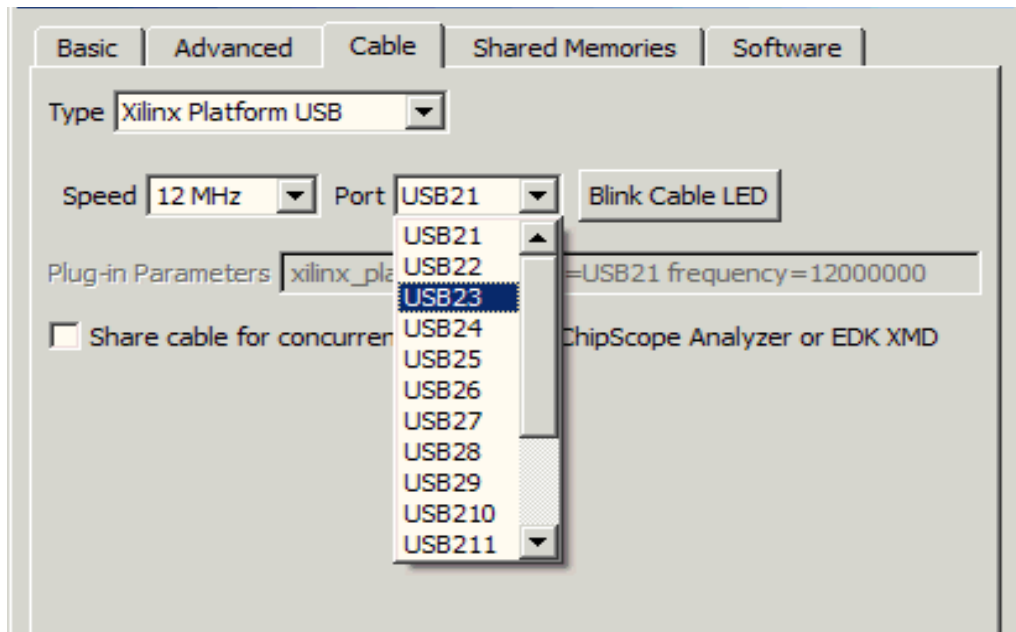 Basic Advanced Cable Shared Memories Software
Type Xilinx Platform USB
Speed 12 MHz Port USB21 Blink Cable LED
USB21
USB22
Plug-in Parameters =USB21 frequency=12000000
USB23
USB24
Share cable for ChipScope Analyzer or EDK XMD
USB25
USB26
USB27
USB28
USB29
USB210
USB211